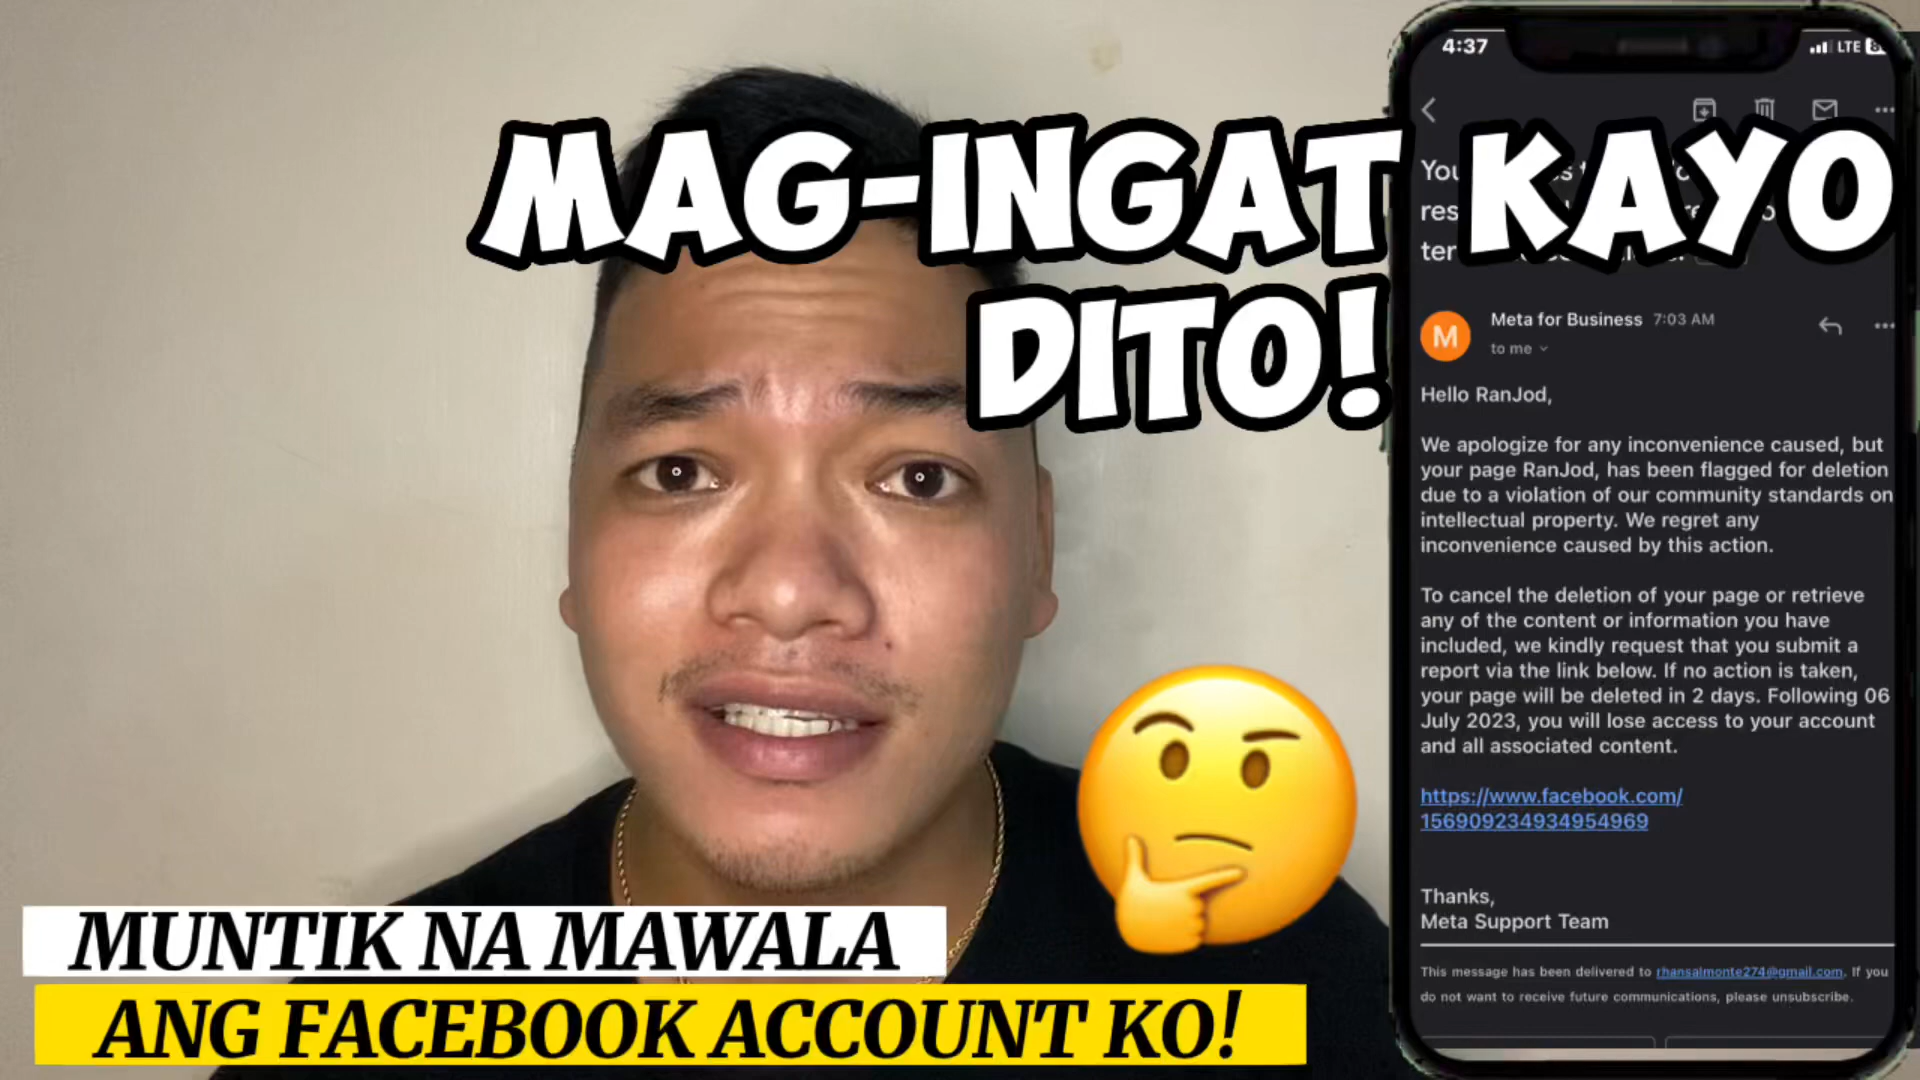 MAG-INGAT KAYO
DITO!
MUNTIK NA MAWALA
ANG FACEBOOK ACCOUNT KO!
4:37
LTE
Meta for Business 7:03 AM
to me
M
Hello RanJod,
We apologize for any inconvenience caused, but
your page RanJod, has been flagged for deletion
due to a violation of our community standards on
intellectual property. We regret any
inconvenience caused by this action.
To cancel the deletion of your page or retrieve
any of the content or information you have
included, we kindly request that you submit a
report via the link below. If no action is taken,
your page will be deleted in 2 days. Following 06
July 2023, you will lose access to your account
and all associated content.
https://www.facebook.com/
156909234934954969
Thanks,
Meta Support Team
This message has been delivered to rhansalmonte274@gmail.com. If you
do not want to receive future communications, please unsubscribe.